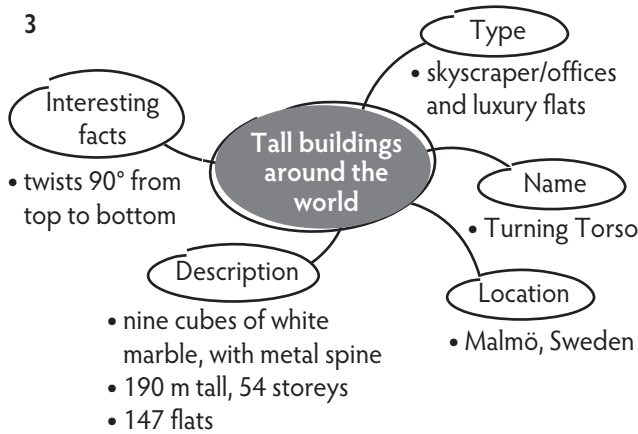 3
Type
• skyscraper/offices
and luxury flats
Interesting
facts
• twists 90° from
top to bottom
Tall buildings
around the
world
Name
• Turning Torso
Description
• nine cubes of white
marble, with metal spine
• 190 m tall, 54 storeys
• 147 flats
Location
• Malmö, Sweden